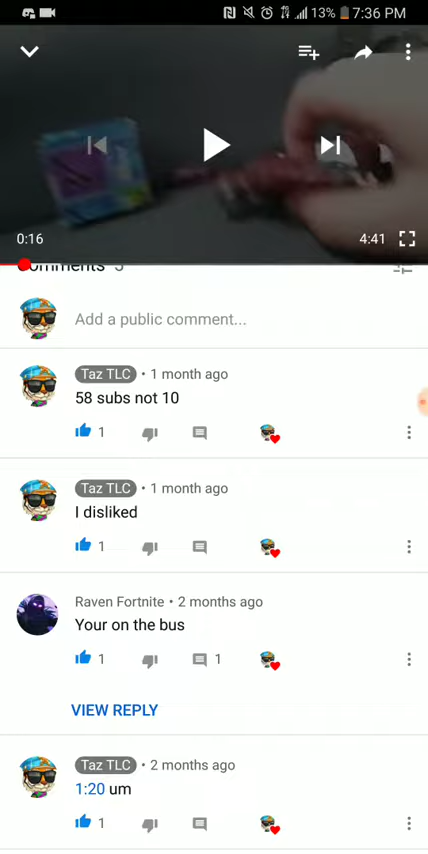 13% 7:36 PM
0:16
4:41
Comments 5
Add a public comment...
Taz TLC • 1 month ago
58 subs not 10
1
Taz TLC • 1 month ago
I disliked
1
Raven Fortnite • 2 months ago
Your on the bus
1 1
VIEW REPLY
Taz TLC • 2 months ago
1:20 um
1